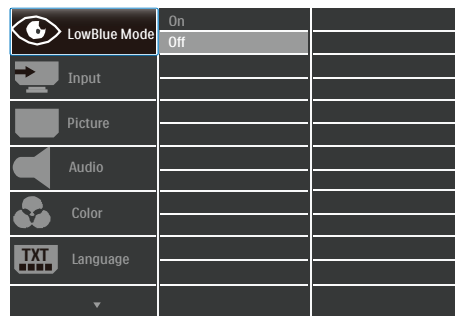 LowBlue Mode
On
Off
Input
Picture
Audio
Color
TXT
Language